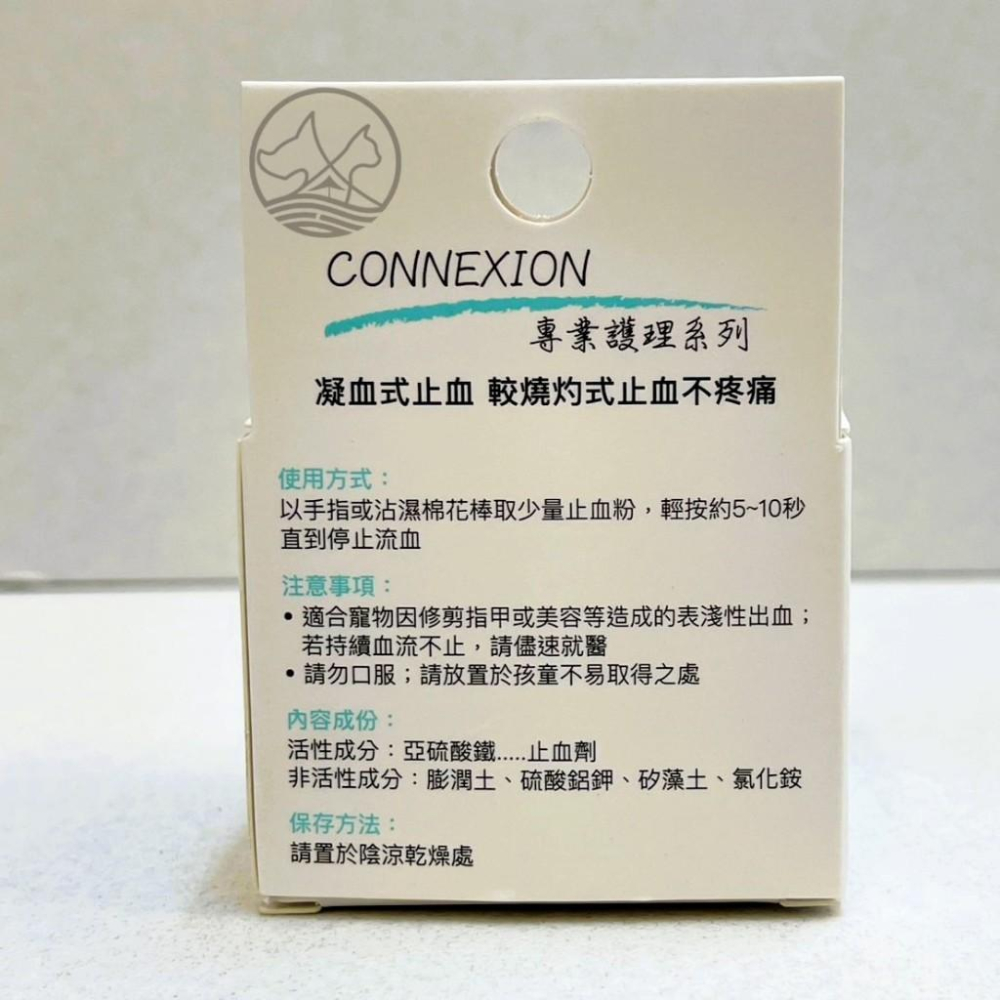 CONNEXION
專業護理系列
凝血式止血 較燒灼式止血不疼痛
使用方式：
以手指或沾濕棉花棒取少量止血粉，輕按約5~10秒
直到停止流血
注意事項：
• 適合寵物因修剪指甲或美容等造成的表淺性出血；
若持續血流不止，請儘速就醫
• 請勿口服；請放置於孩童不易取得之處
內容成份：
活性成分：亞硫酸鐵.....止血劑
非活性成分：膨潤土、硫酸鋁鉀、矽藻土、氯化銨
保存方法：
請置於陰涼乾燥處